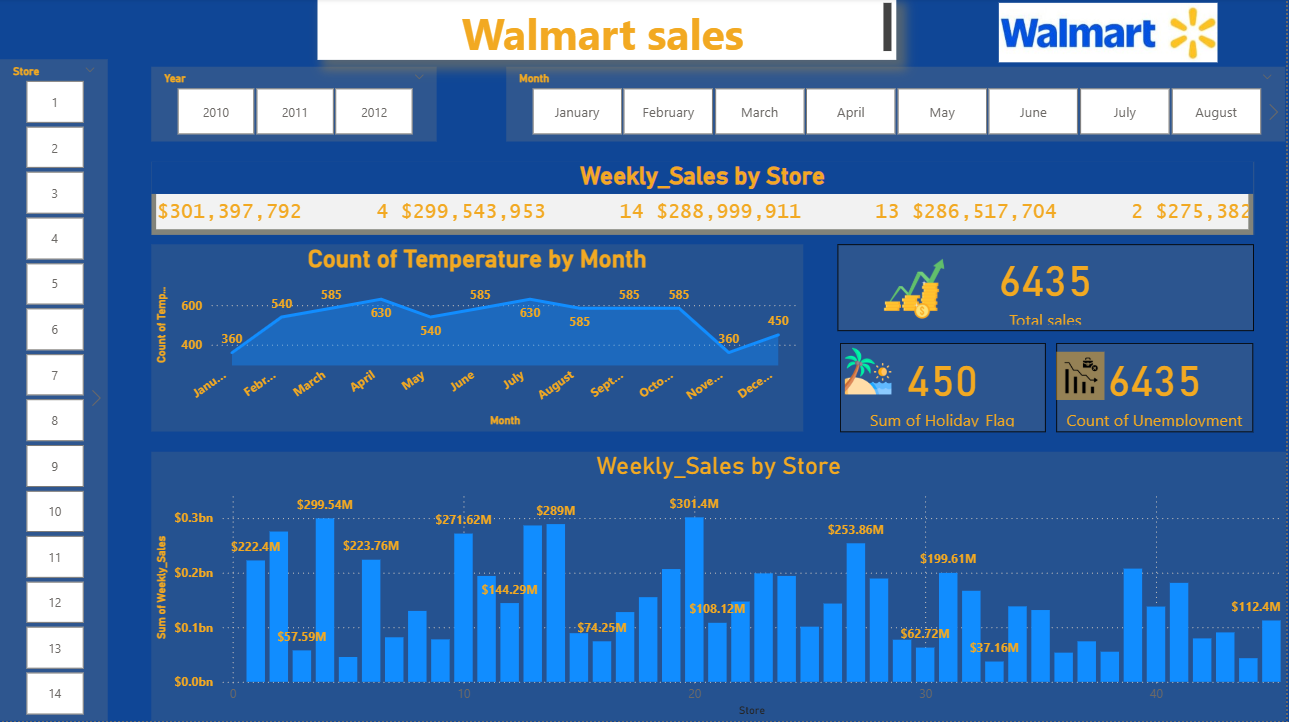 Walmart sales
Walmart
Store
1
2
3
4
5
6
7
8
9
10
11
12
13
14
Year
2010
2011
2012
Month
January
February
March
April
May
June
July
August
Weekly_Sales by Store
$301,397,792 4 $299,543,953 14 $288,999,911 13 $286,517,704 2 $275,382
Count of Temperature by Month
Count of Temp...
600
400
360
540
585
630
540
585
630
585
585
585
360
450
Janu...
Febr...
March
April
May
June
July
August
Sept...
Octo...
Nove...
Dece...
Month
6435
Total sales
450
Sum of Holiday_Flag
6435
Count of Unemployment
Weekly_Sales by Store
Sum of Weekly_Sales
$0.3bn
$0.2bn
$0.1bn
$0.0bn
$222.4M
$57.59M
$299.54M
$223.76M
$271.62M
$144.29M
$289M
$74.25M
$301.4M
$108.12M
$253.86M
$62.72M
$199.61M
$37.16M
$112.4M
0
10
20
30
40
Store